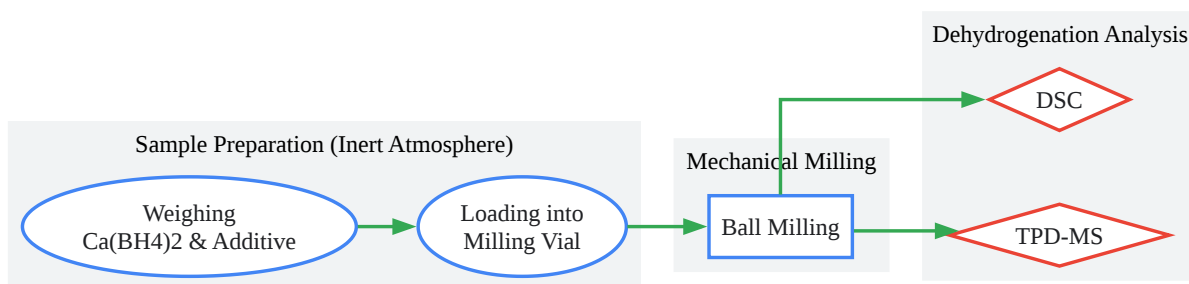 Dehydrogenation Analysis
DSC
Sample Preparation (Inert Atmosphere)
Mechanical Milling
Weighing
Ca(BH4)2 & Additive
Loading into
Milling Vial
Ball Milling
TPD-MS